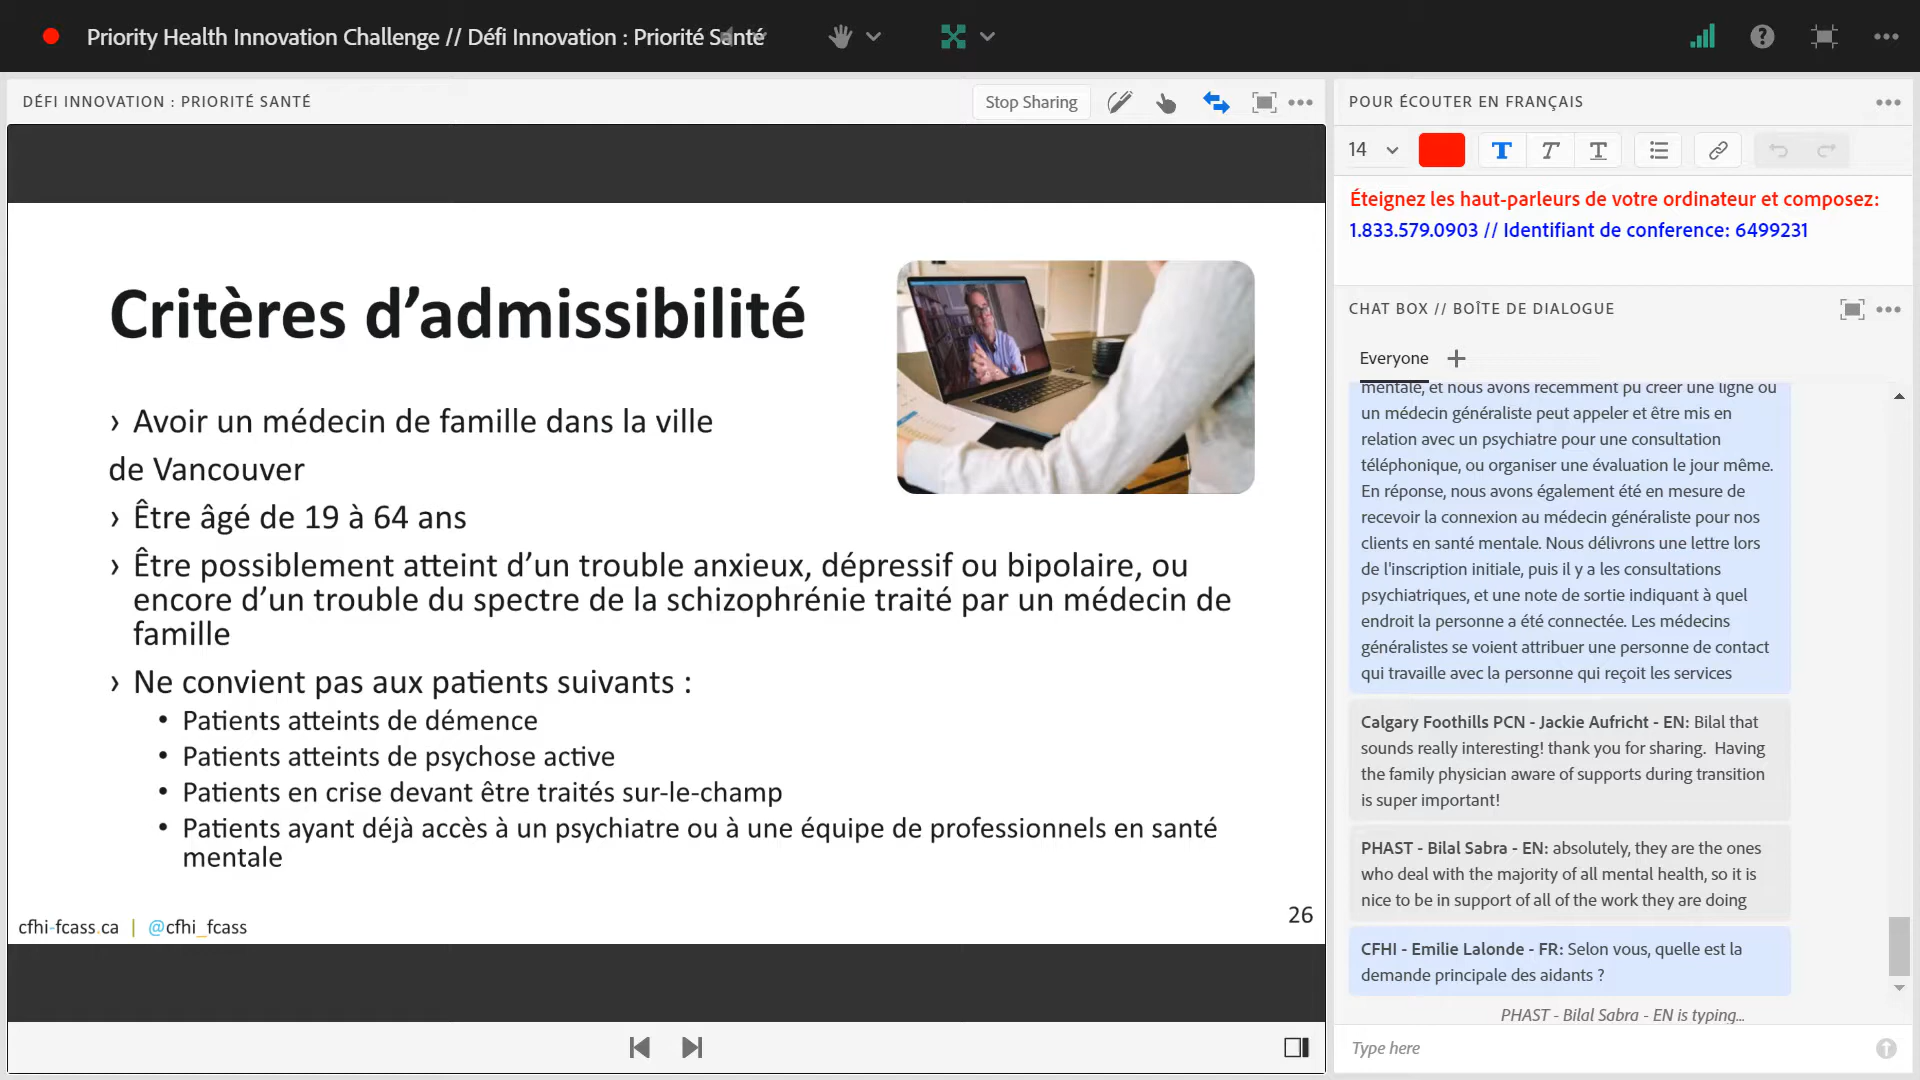 Priority Health Innovation Challenge // Défi Innovation : Priorité Santé
DÉFI INNOVATION : PRIORITÉ SANTÉ
Stop Sharing
Critères d’admissibilité
› Avoir un médecin de famille dans la ville
de Vancouver
› Être âgé de 19 à 64 ans
› Être possiblement atteint d’un trouble anxieux, dépressif ou bipolaire, ou
encore d’un trouble du spectre de la schizophrénie traité par un médecin de
famille
› Ne convient pas aux patients suivants :
• Patients atteints de démence
• Patients atteints de psychose active
• Patients en crise devant être traités sur-le-champ
• Patients ayant déjà accès à un psychiatre ou à une équipe de professionnels en santé
mentale
cfhi-fcass.ca | @cfhi_fcass
26
POUR ÉCOUTER EN FRANÇAIS
14
T T T
Éteignez les haut-parleurs de votre ordinateur et composez:
1.833.579.0903 // Identifiant de conference: 6499231
CHAT BOX // BOÎTE DE DIALOGUE
Everyone
mentale, et nous avons récemment pu créer une ligne où
un médecin généraliste peut appeler et être mis en
relation avec un psychiatre pour une consultation
téléphonique, ou organiser une évaluation le jour même.
En réponse, nous avons également été en mesure de
recevoir la connexion au médecin généraliste pour nos
clients en santé mentale. Nous délivrons une lettre lors
de l'inscription initiale, puis il y a les consultations
psychiatriques, et une note de sortie indiquant à quel
endroit la personne a été connectée. Les médecins
généralistes se voient attribuer une personne de contact
qui travaille avec la personne qui reçoit les services
Calgary Foothills PCN - Jackie Aufricht - EN: Bilal that
sounds really interesting! thank you for sharing. Having
the family physician aware of supports during transition
is super important!
PHAST - Bilal Sabra - EN: absolutely, they are the ones
who deal with the majority of all mental health, so it is
nice to be in support of all of the work they are doing
CFHI - Emilie Lalonde - FR: Selon vous, quelle est la
demande principale des aidants ?
PHAST - Bilal Sabra - EN is typing...
Type here